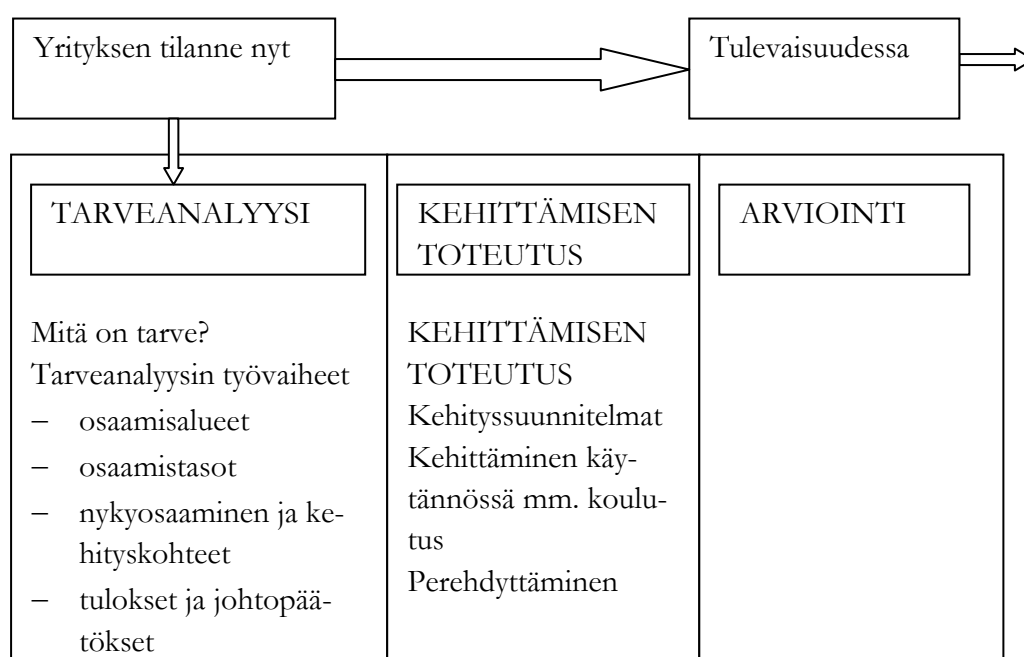 Yrityksen tilanne nyt
Tulevaisuudessa
TARVEANALYYSI
Mitä on tarve?
Tarveanalyysin työvaiheet
– osaamisalueet
– osaamistasot
– nykyosaaminen ja ke-
hityskohteet
– tulokset ja johtopää-
tökset
KEHITTÄMISEN
TOTEUTUS
KEHITTÄMISEN
TOTEUTUS
Kehityssuunnitelmat
Kehittäminen käy-
tännössä mm. koulu-
tus
Perehdyttäminen
ARVIOINTI